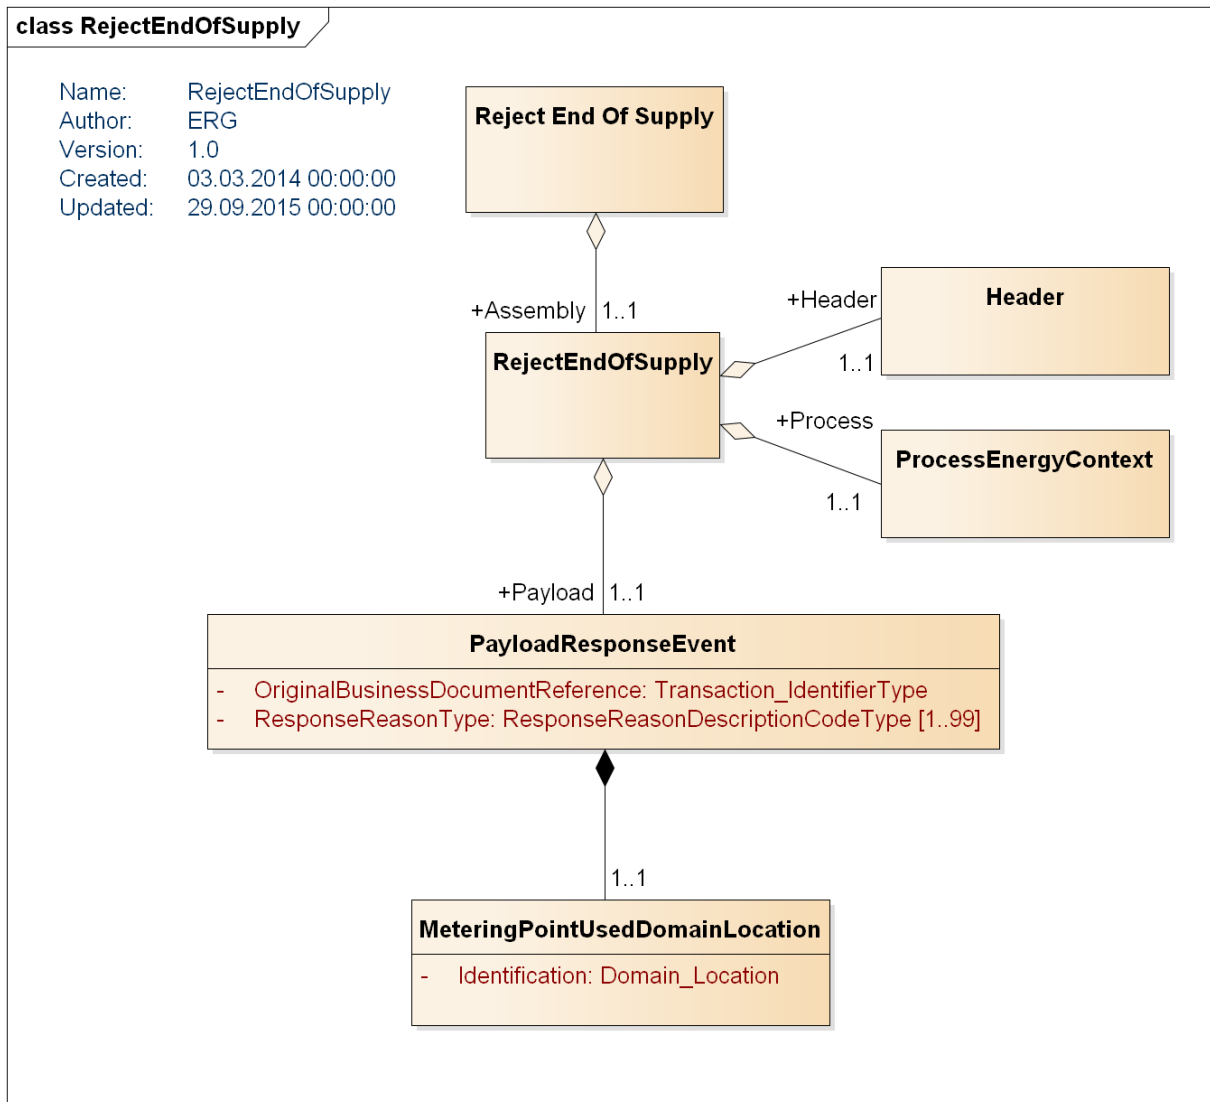 class RejectEndOfSupply
Name: RejectEndOfSupply
Author: ERG
Version: 1.0
Created: 03.03.2014 00:00:00
Updated: 29.09.2015 00:00:00
Reject End Of Supply
+Assembly 1..1
RejectEndOfSupply
+Header
1..1
Header
+Process
1..1
ProcessEnergyContext
+Payload 1..1
PayloadResponseEvent
- OriginalBusinessDocumentReference: Transaction_IdentifierType
- ResponseReasonType: ResponseReasonDescriptionCodeType [1..99]
1..1
MeteringPointUsedDomainLocation
- Identification: Domain_Location